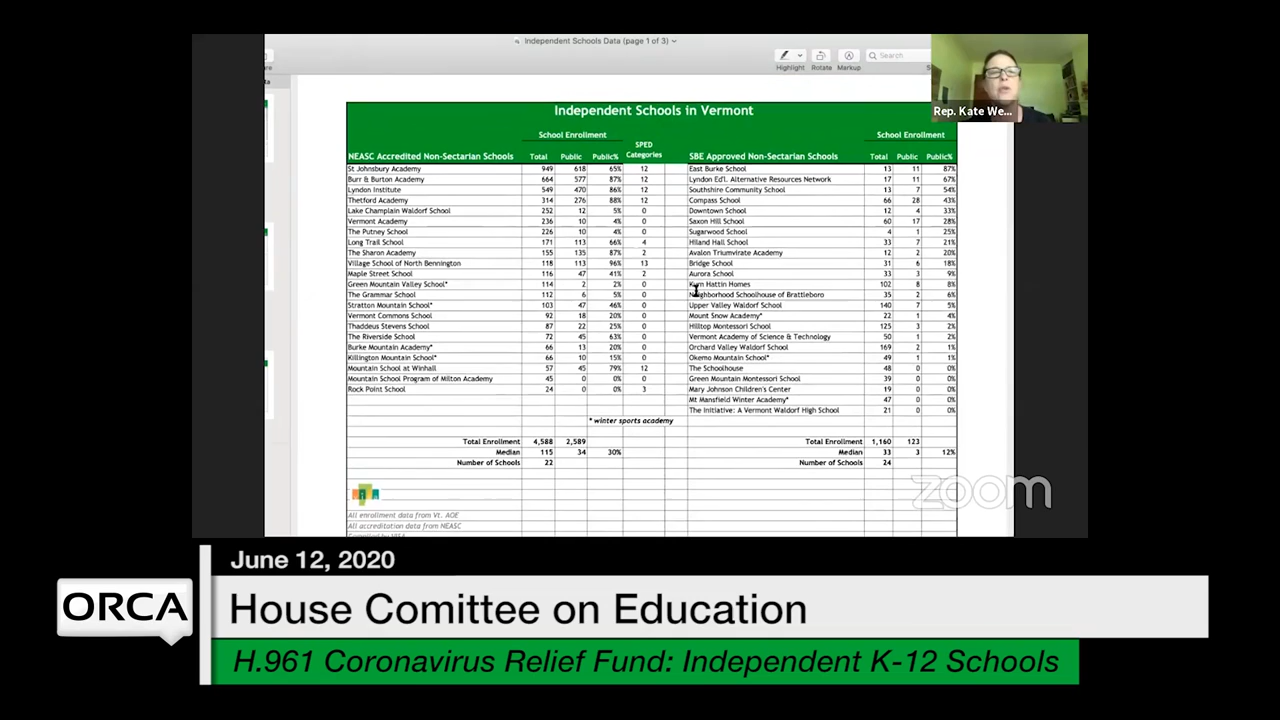 Independent Schools Data (page 1 of 3)
Highlight Rotate Markup Search
Rep. Kate We...
Independent Schools in Vermont
School Enrollment School Enrollment
NEASC Accredited Non-Sectarian Schools Total Public Public% SPED Categories SBE Approved Non-Sectarian Schools Total Public Public%
St Johnsbury Academy 949 618 65% 12 East Burke School 13 11 87%
Burr & Burton Academy 664 577 87% 12 Lyndon Ed'l. Alternative Resources Network 17 11 67%
Lyndon Institute 549 470 86% 12 Southshire Community School 13 7 54%
Thetford Academy 314 276 88% 12 Compass School 66 28 43%
Lake Champlain Waldorf School 252 12 5% 0 Downtown School 12 4 33%
Vermont Academy 236 10 4% 0 Saxon Hill School 60 17 28%
The Putney School 226 10 4% 0 Sugarwood School 4 1 25%
Long Trail School 171 113 66% 4 Hiland Hall School 33 7 21%
The Sharon Academy 155 135 87% 2 Avalon Triumvirate Academy 12 2 20%
Village School of North Bennington 118 113 96% 13 Bridge School 31 6 18%
Maple Street School 116 47 41% 2 Aurora School 33 3 9%
Green Mountain Valley School* 114 2 2% 0 Kurn Hattin Homes 102 8 8%
The Grammar School 112 6 5% 0 Neighborhood Schoolhouse of Brattleboro 35 2 6%
Stratton Mountain School* 103 47 46% 0 Upper Valley Waldorf School 140 7 5%
Vermont Commons School 92 18 20% 0 Mount Snow Academy* 22 1 4%
Thaddeus Stevens School 87 22 25% 0 Hilltop Montessori School 125 3 2%
The Riverside School 72 45 63% 0 Vermont Academy of Science & Technology 50 1 2%
Burke Mountain Academy* 66 13 20% 0 Orchard Valley Waldorf School 169 2 1%
Killington Mountain School* 66 10 15% 0 Okemo Mountain School* 49 1 1%
Mountain School at Winhall 57 45 79% 12 The Schoolhouse 48 0 0%
Mountain School Program of Milton Academy 45 0 0% 0 Green Mountain Montessori School 39 0 0%
Rock Point School 24 0 0% 3 Mary Johnson Children's Center 19 0 0%
Mt Mansfield Winter Academy* 47 0 0%
The Initiative: A Vermont Waldorf High School 21 0 0%
* winter sports academy
Total Enrollment 4,588 2,589 Total Enrollment 1,160 123
Median 115 34 30% Median 33 3 12%
Number of Schools 22 Number of Schools 24
All enrollment data from Vt. AOE
All accreditation data from NEASC
zoom
June 12, 2020
ORCA
House Comittee on Education
H.961 Coronavirus Relief Fund: Independent K-12 Schools